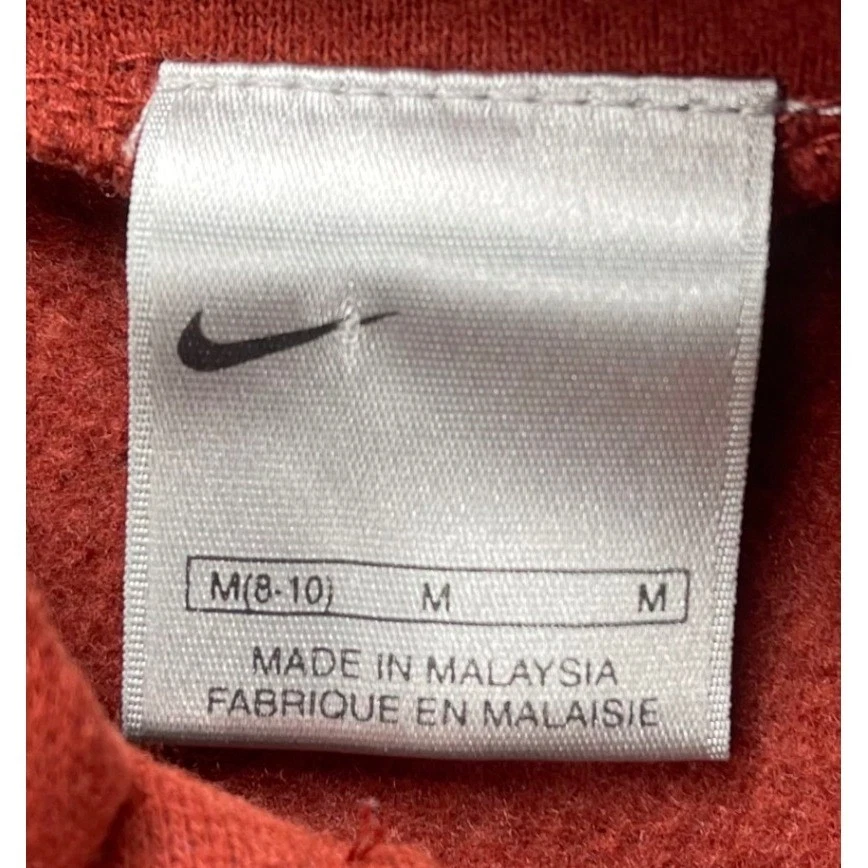 M(8-10) M M
MADE IN MALAYSIA
FABRIQUE EN MALAISIE